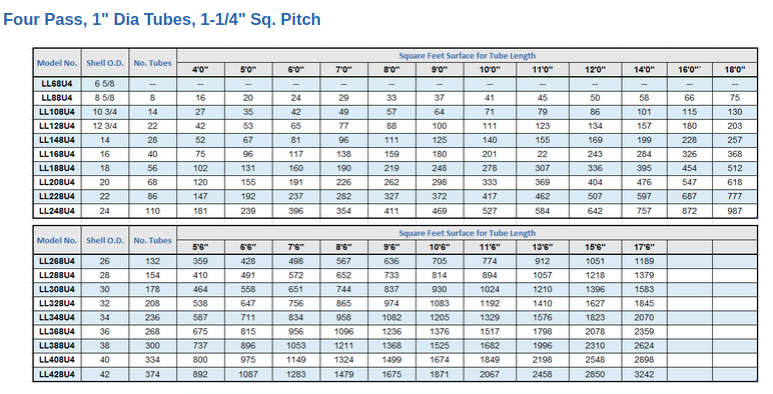 Four Pass, 1" Dia Tubes, 1-1/4" Sq. Pitch
Model No. Shell O.D. No. Tubes Square Feet Surface for Tube Length
4'0" 5'0" 6'0" 7'0" 8'0" 9'0" 10'0" 11'0" 12'0" 14'0" 16'0"` 18'0"
LL68U4 6 5/8 -- -- -- -- -- -- -- -- -- -- -- -- --
LL88U4 8 5/8 8 16 20 24 29 33 37 41 45 50 58 66 75
LL108U4 10 3/4 14 27 35 42 49 57 64 71 79 86 101 115 130
LL128U4 12 3/4 22 42 53 65 77 88 100 111 123 134 157 180 203
LL148U4 14 28 52 67 81 96 111 125 140 155 169 199 228 257
LL168U4 16 40 75 96 117 138 159 180 201 22 243 284 326 368
LL188U4 18 56 102 131 160 190 219 248 278 307 336 395 454 512
LL208U4 20 68 120 155 191 226 262 298 333 369 404 476 547 618
LL228U4 22 86 147 192 237 282 327 372 417 462 507 597 687 777
LL248U4 24 110 181 239 396 354 411 469 527 584 642 757 872 987
Model No. Shell O.D. No. Tubes Square Feet Surface for Tube Length
5'6" 6'6" 7'6" 8'6" 9'6" 10'6" 11'6" 13'6" 15'6" 17'6"
LL268U4 26 132 359 428 498 567 636 705 774 912 1051 1189
LL288U4 28 154 410 491 572 652 733 814 894 1057 1218 1379
LL308U4 30 178 464 558 651 744 837 930 1024 1210 1396 1583
LL328U4 32 208 538 647 756 865 974 1083 1192 1410 1627 1845
LL348U4 34 236 587 711 834 958 1082 1205 1329 1576 1823 2070
LL368U4 36 268 675 815 956 1096 1236 1376 1517 1798 2078 2359
LL388U4 38 300 737 896 1053 1211 1368 1525 1682 1996 2310 2624
LL408U4 40 334 800 975 1149 1324 1499 1674 1849 2198 2548 2898
LL428U4 42 374 892 1087 1283 1479 1675 1871 2067 2458 2850 3242